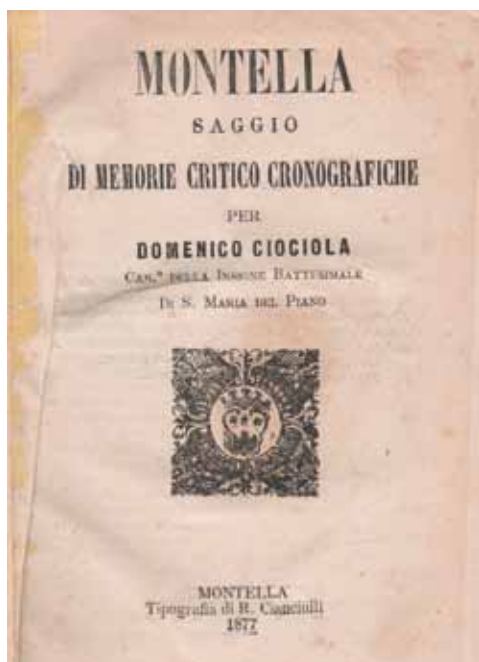 MONTELLA
SAGGIO
DI MEMORIE CRITICO CRONOGRAFICHE
PER
DOMENICO CIOCIOLA
CAN.º DELLA INSIGNE BATTESIMALE
DI S. MARIA DEL PIANO
MONTELLA
Tipografia di R. Cianciulli
1877